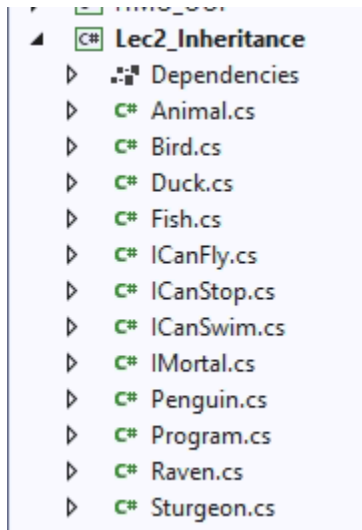 C# Lec2_Inheritance
Dependencies
C# Animal.cs
C# Bird.cs
C# Duck.cs
C# Fish.cs
C# ICanFly.cs
C# ICanStop.cs
C# ICanSwim.cs
C# IMortal.cs
C# Penguin.cs
C# Program.cs
C# Raven.cs
C# Sturgeon.cs